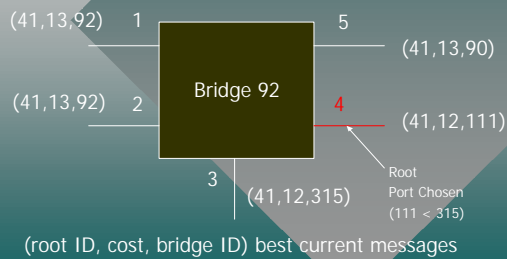 (41,13,92) 1
5
(41,13,90)
Bridge 92
(41,13,92) 2
4
(41,12,111)
3
(41,12,315)
Root
Port Chosen
(111 < 315)
(root ID, cost, bridge ID) best current messages